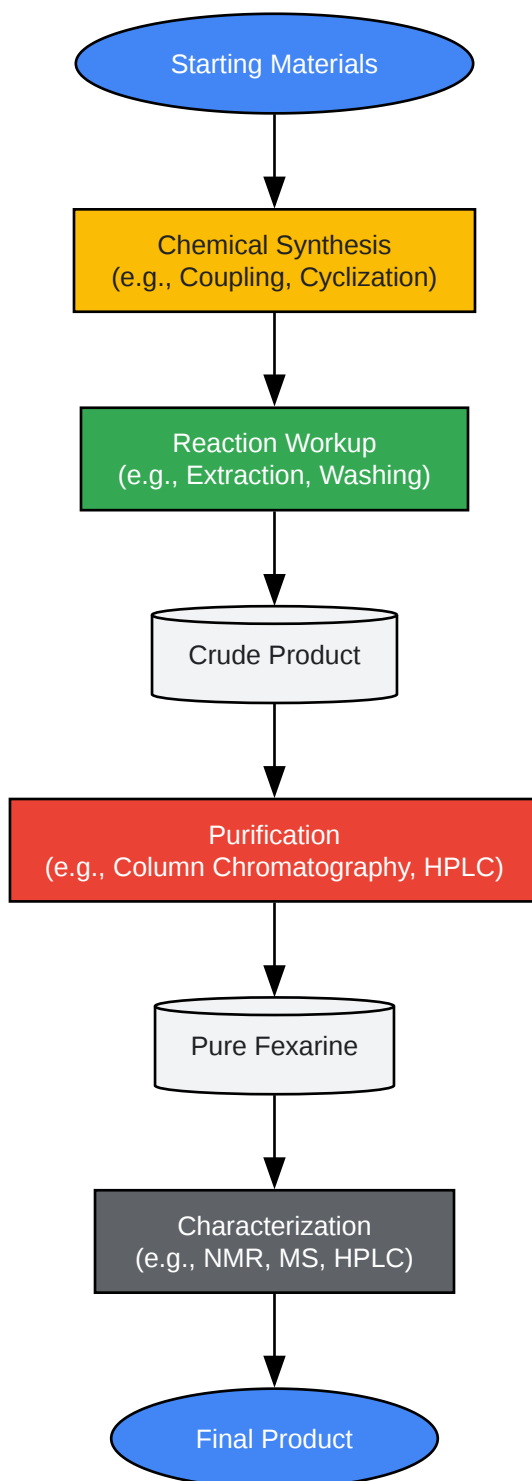 Starting Materials
Chemical Synthesis
(e.g., Coupling, Cyclization)
Reaction Workup
(e.g., Extraction, Washing)
Crude Product
Purification
(e.g., Column Chromatography, HPLC)
Pure Fexarine
Characterization
(e.g., NMR, MS, HPLC)
Final Product